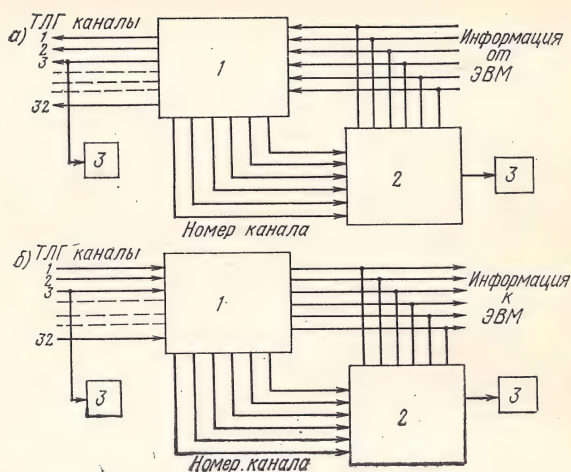 а) ТЛГ каналы
1
2
3
32
1
Информация
от
ЭВМ
2
3
3
Номер канала
б) ТЛГ каналы
1
2
3
32
1
Информация
к
ЭВМ
2
3
3
Номер канала